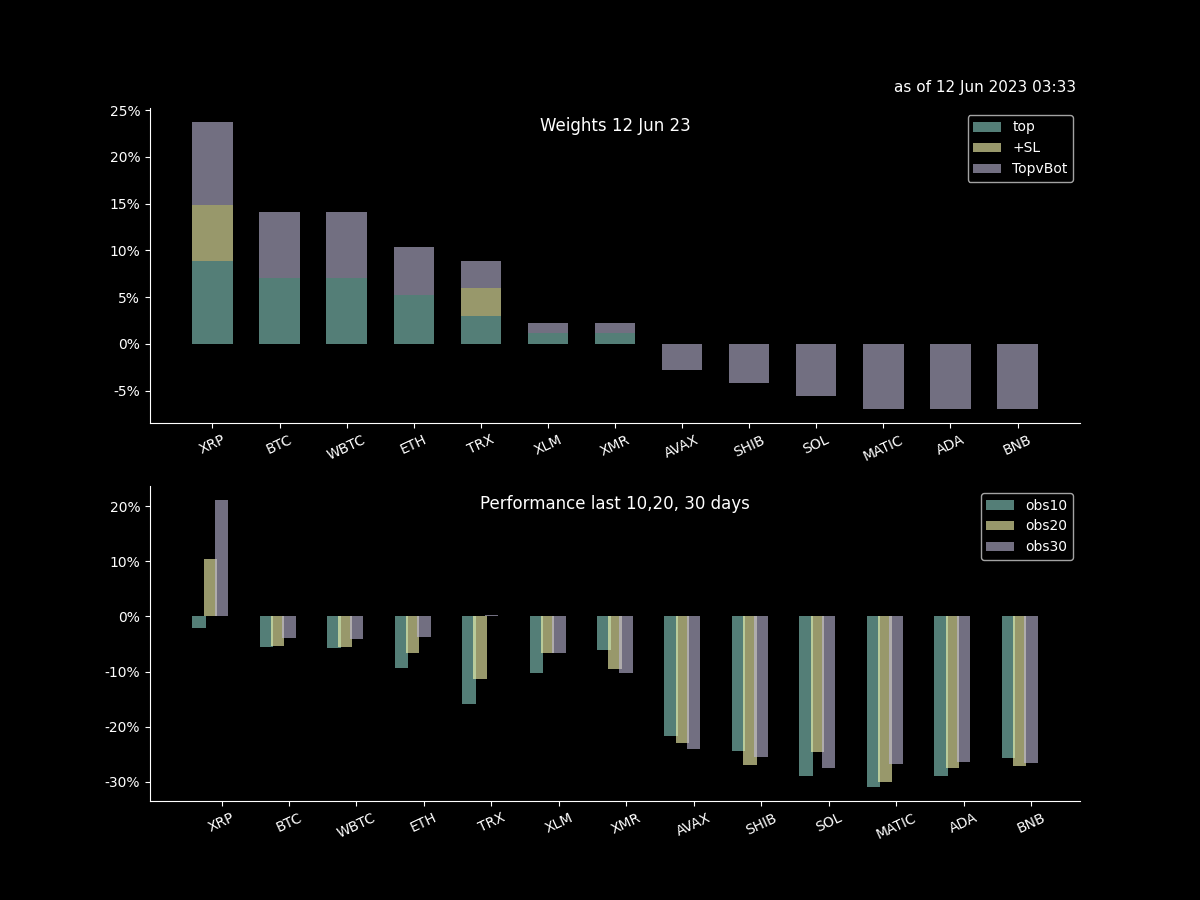 as of 12 Jun 2023 03:33
Weights 12 Jun 23
top
+SL
TopvBot
25%
20%
15%
10%
5%
0%
-5%
XRP BTC WBTC ETH TRX XLM XMR AVAX SHIB SOL MATIC ADA BNB
Performance last 10,20, 30 days
obs10
obs20
obs30
20%
10%
0%
-10%
-20%
-30%
XRP BTC WBTC ETH TRX XLM XMR AVAX SHIB SOL MATIC ADA BNB